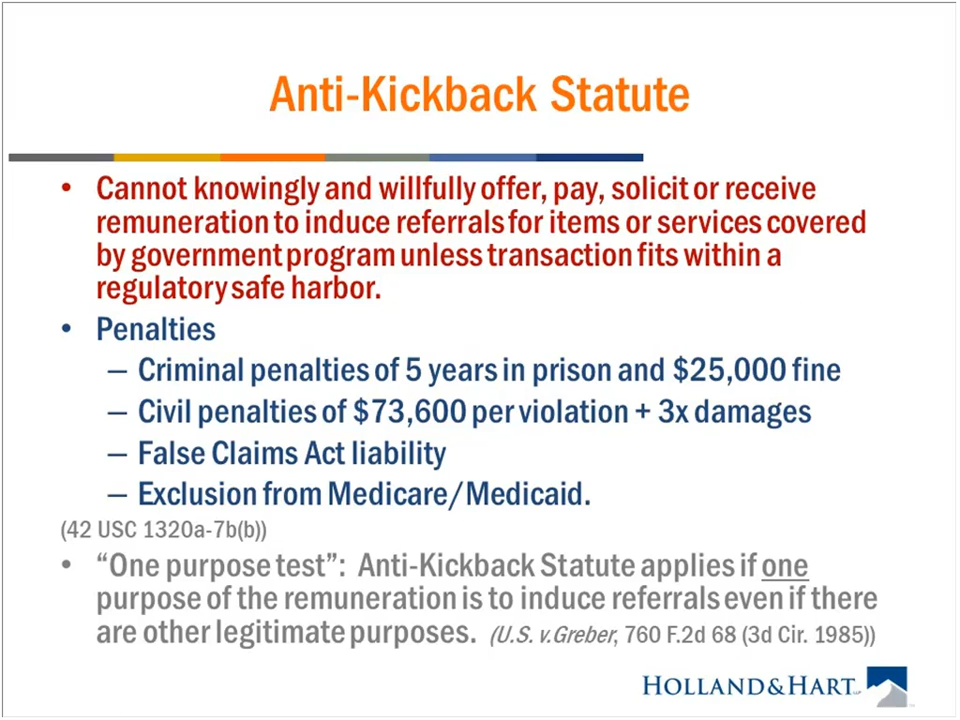 Anti-Kickback Statute
• Cannot knowingly and willfully offer, pay, solicit or receive
remuneration to induce referrals for items or services covered
by government program unless transaction fits within a
regulatory safe harbor.
• Penalties
– Criminal penalties of 5 years in prison and $25,000 fine
– Civil penalties of $73,600 per violation + 3x damages
– False Claims Act liability
– Exclusion from Medicare/Medicaid.
(42 USC 1320a-7b(b))
• “One purpose test”: Anti-Kickback Statute applies if one
purpose of the remuneration is to induce referrals even if there
are other legitimate purposes. (U.S. v.Greber, 760 F.2d 68 (3d Cir. 1985))
HOLLAND&HART